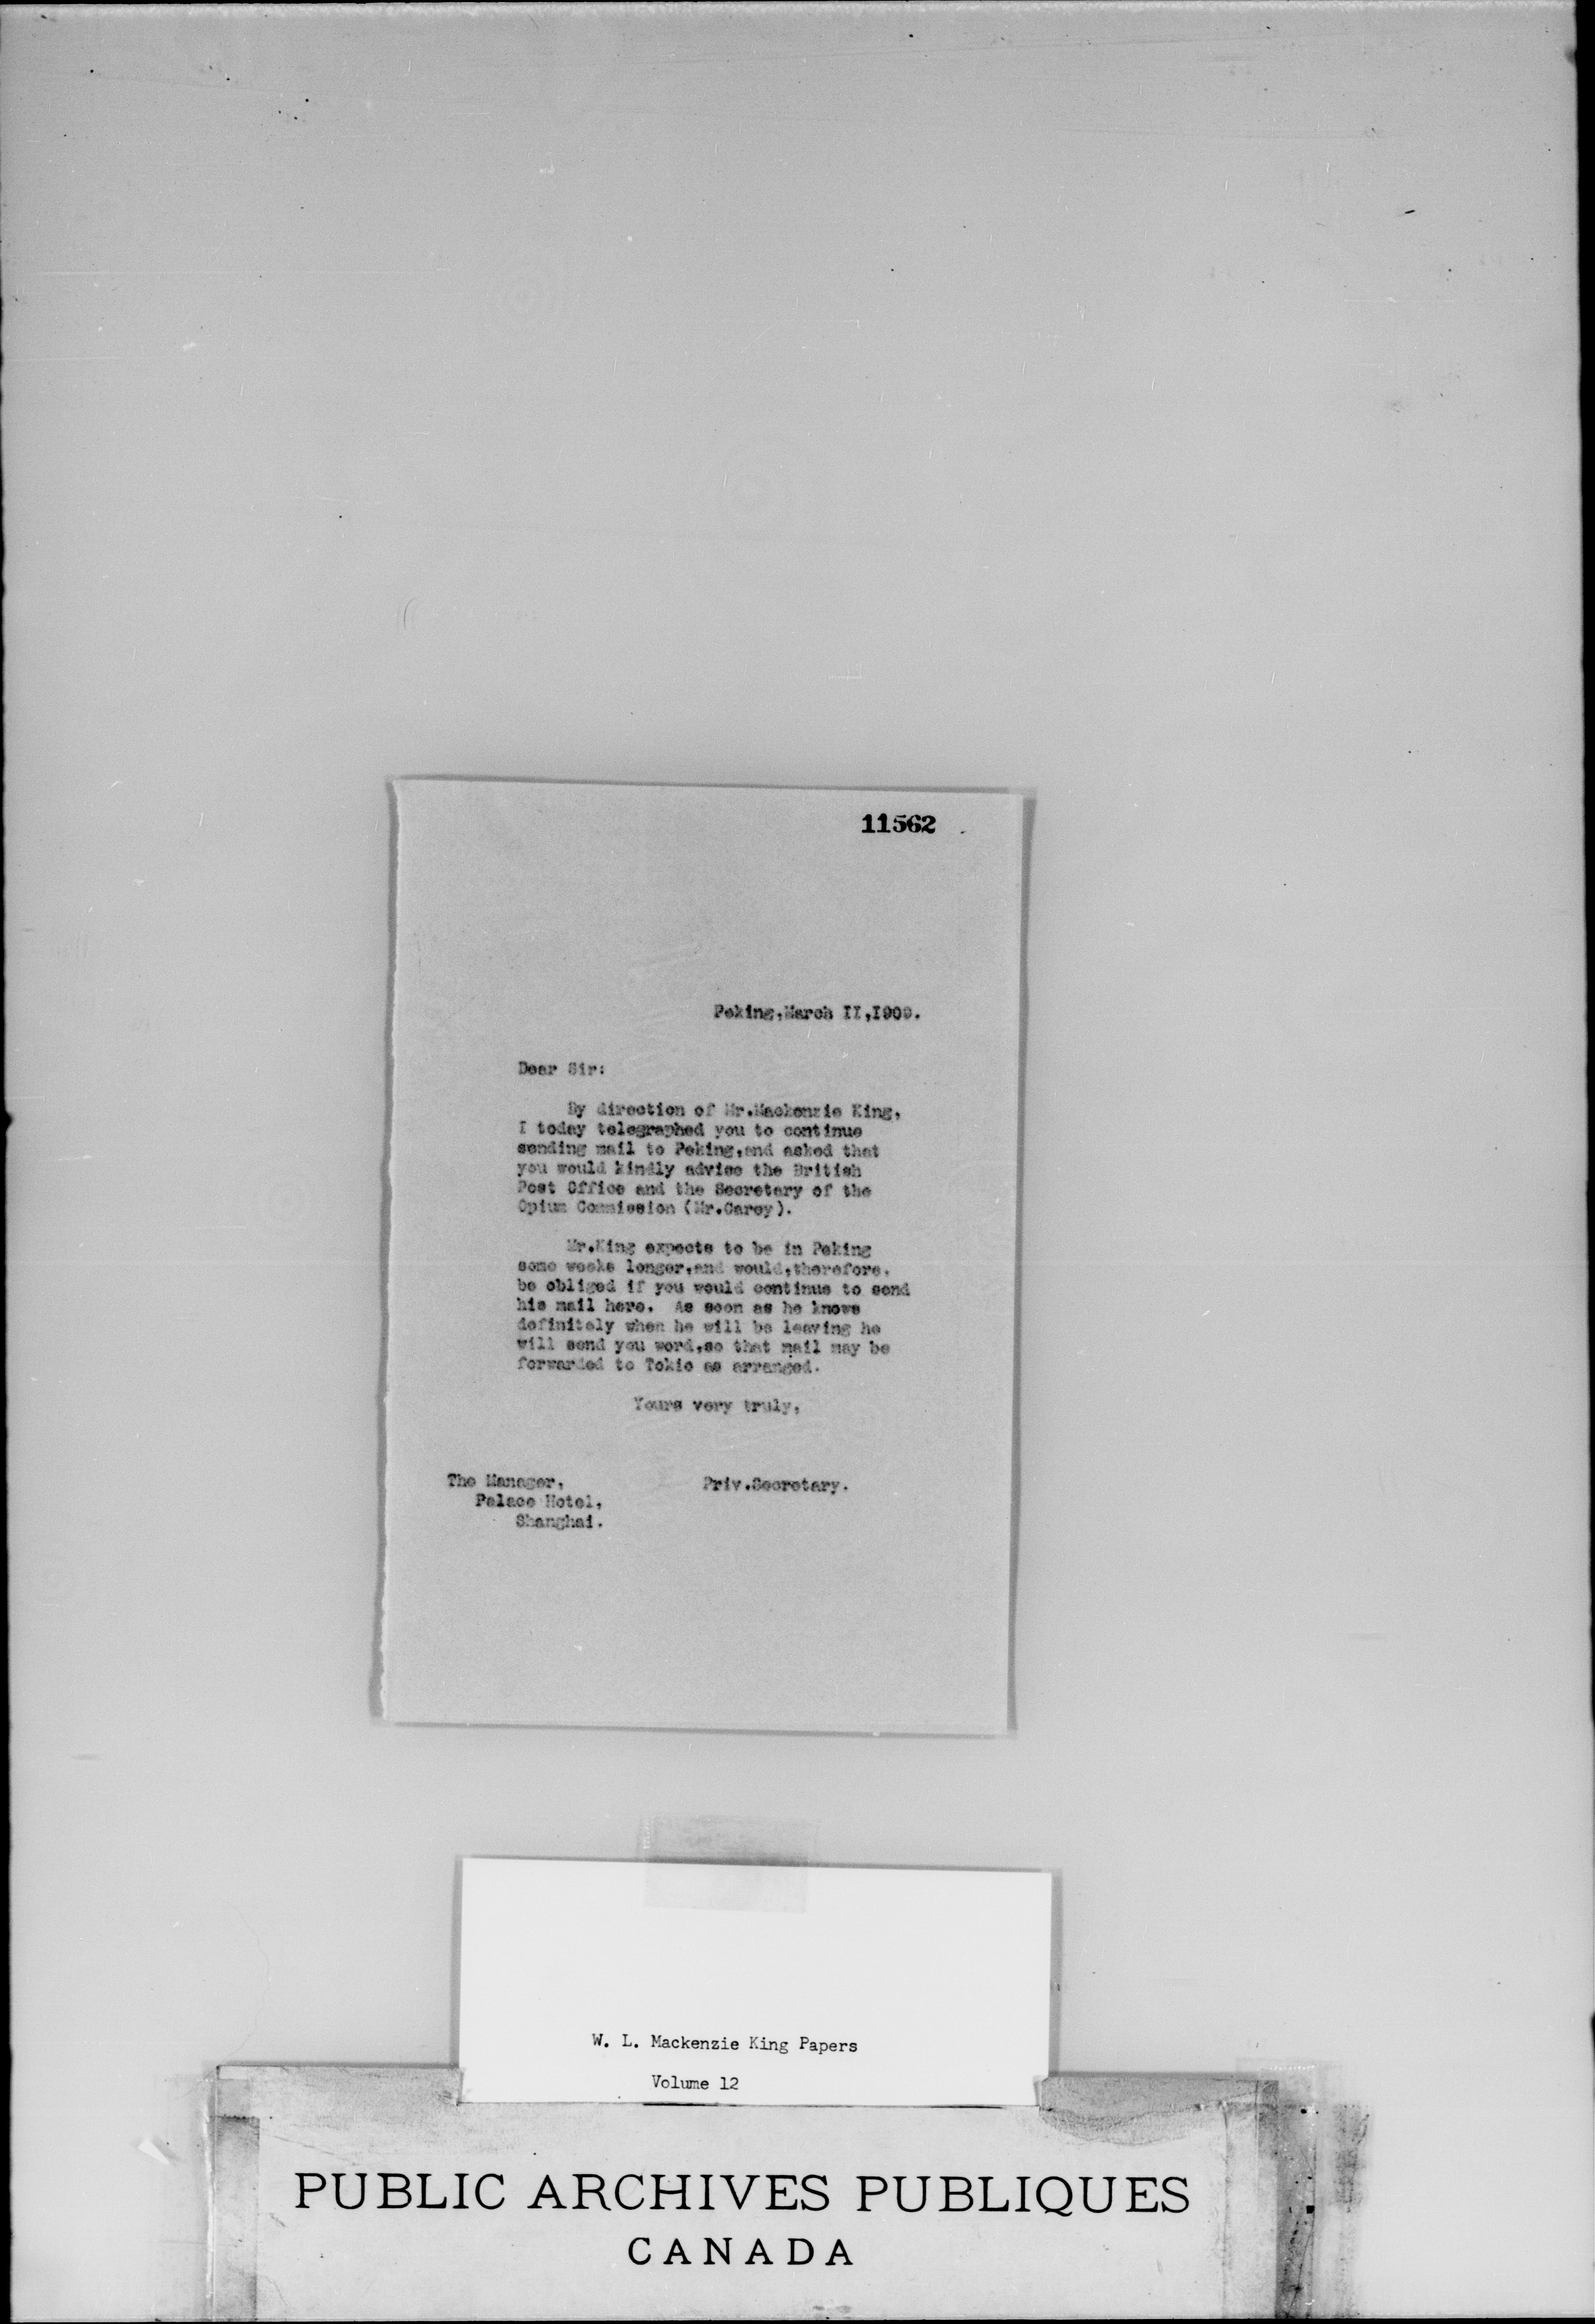 11562
Peking,March II,I909.
Dear Sir:
By direction of Mr.Mackenzie King,
I today telegraphed you to continue
sending mail to Peking,and asked that
you would kindly advise the British
Post Office and the Secretary of the
Opium Commission (Mr.Carey).
Mr.King expects to be in Peking
some weeks longer,and would,therefore,
be obliged if you would continue to send
his mail here. As soon as he knows
definitely when he will be leaving he
will send you word,so that mail may be
forwarded to Tokio as arranged.
Yours very truly,
Priv.Secretary.
The Manager,
Palace Hotel,
Shanghai.
W. L. Mackenzie King Papers
Volume 12
PUBLIC ARCHIVES PUBLIQUES
CANADA